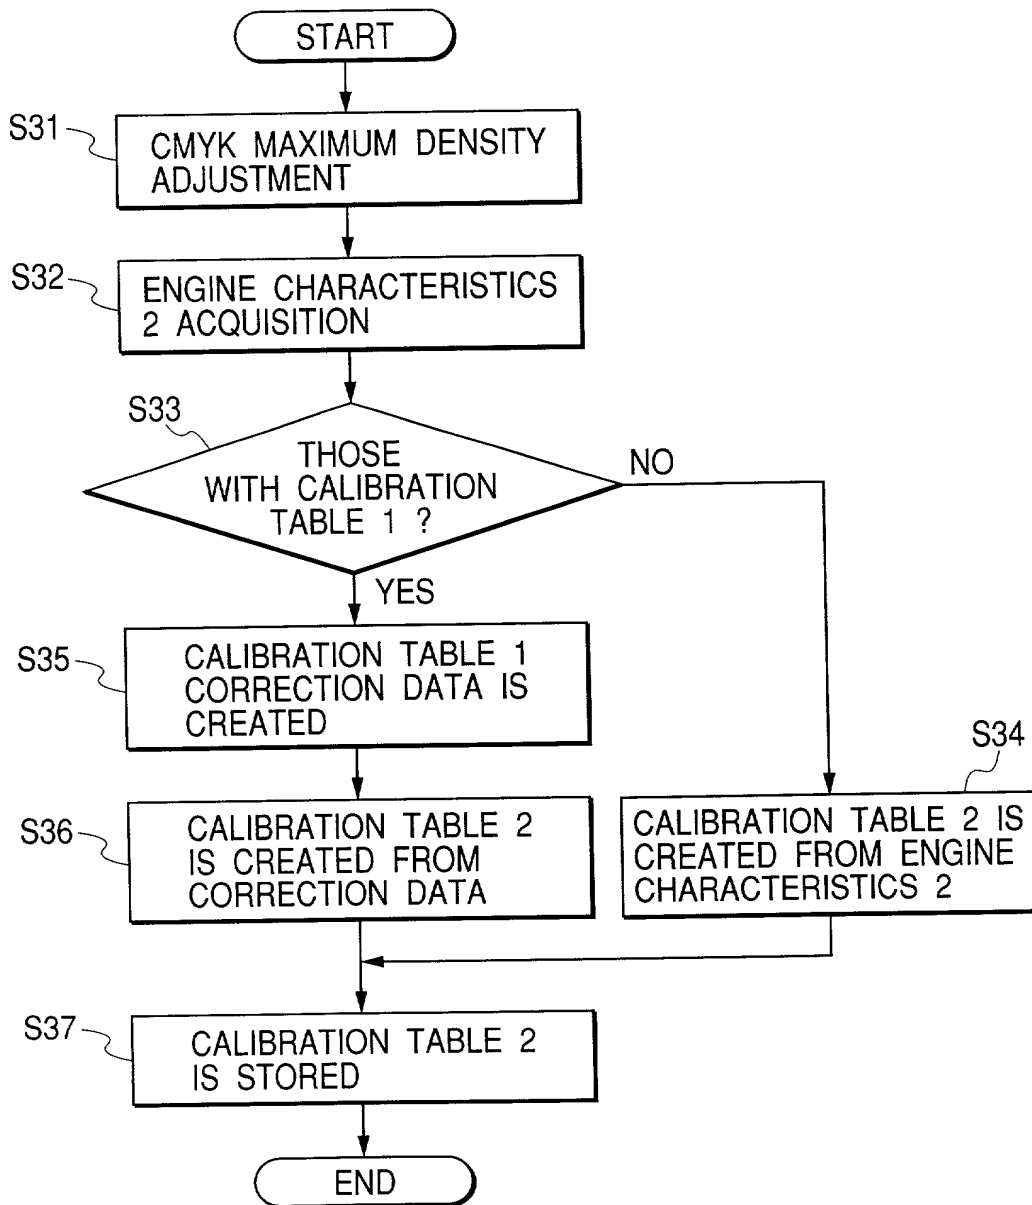 START
S31
CMYK MAXIMUM DENSITY
ADJUSTMENT
S32
ENGINE CHARACTERISTICS
2 ACQUISITION
S33
THOSE
WITH CALIBRATION
TABLE 1 ?
NO
YES
S35
CALIBRATION TABLE 1
CORRECTION DATA IS
CREATED
S34
CALIBRATION TABLE 2 IS
CREATED FROM ENGINE
CHARACTERISTICS 2
S36
CALIBRATION TABLE 2
IS CREATED FROM
CORRECTION DATA
S37
CALIBRATION TABLE 2
IS STORED
END